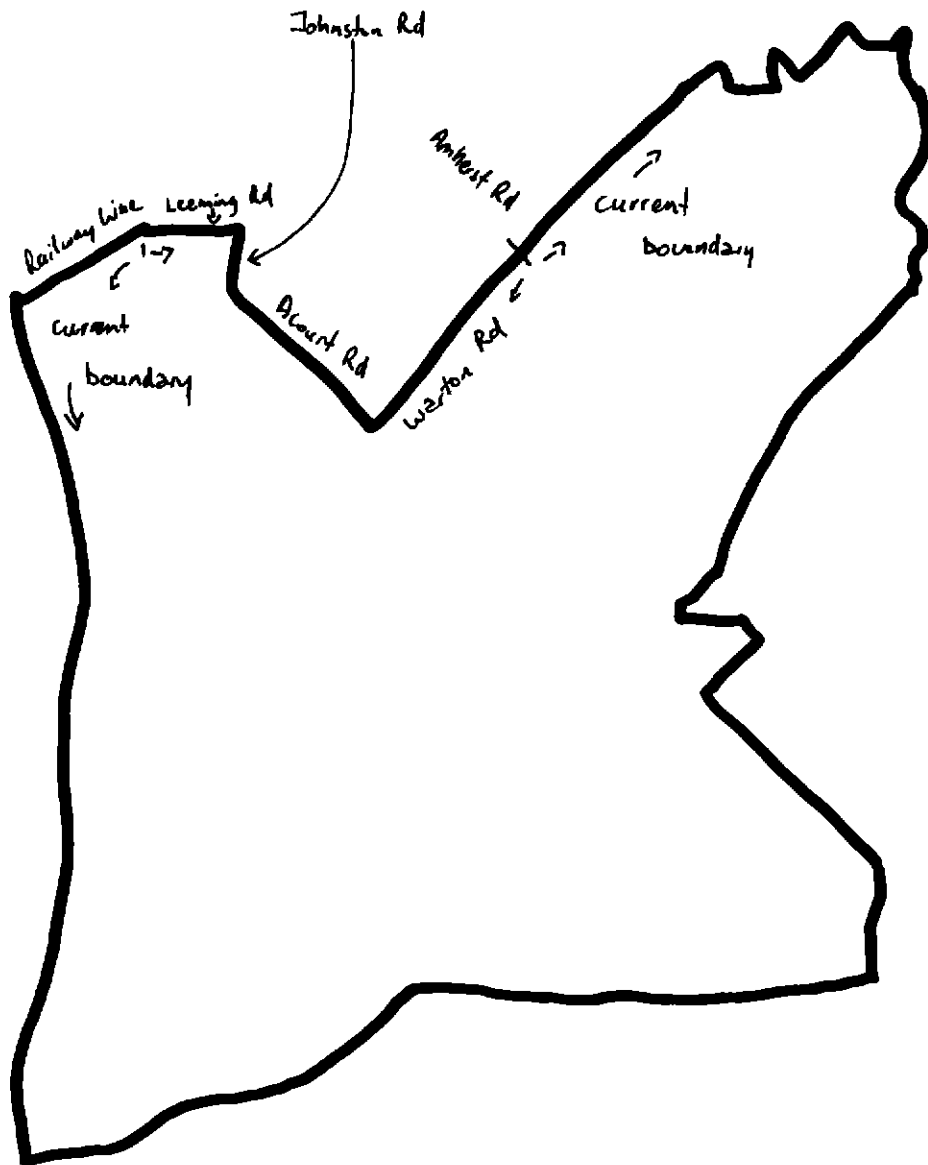 Johnston Rd
Amherst Rd
current
boundary
Railway Line
Leeming Rd
current
boundary
Acourt Rd
Warton Rd